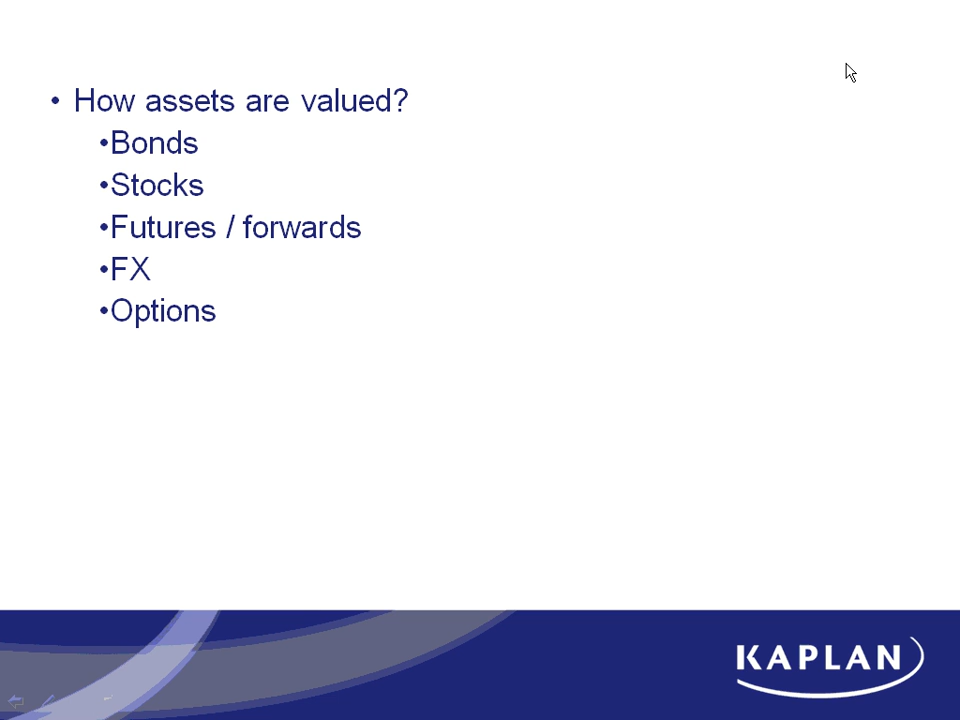 • How assets are valued?
•Bonds
•Stocks
•Futures / forwards
•FX
•Options
KAPLAN